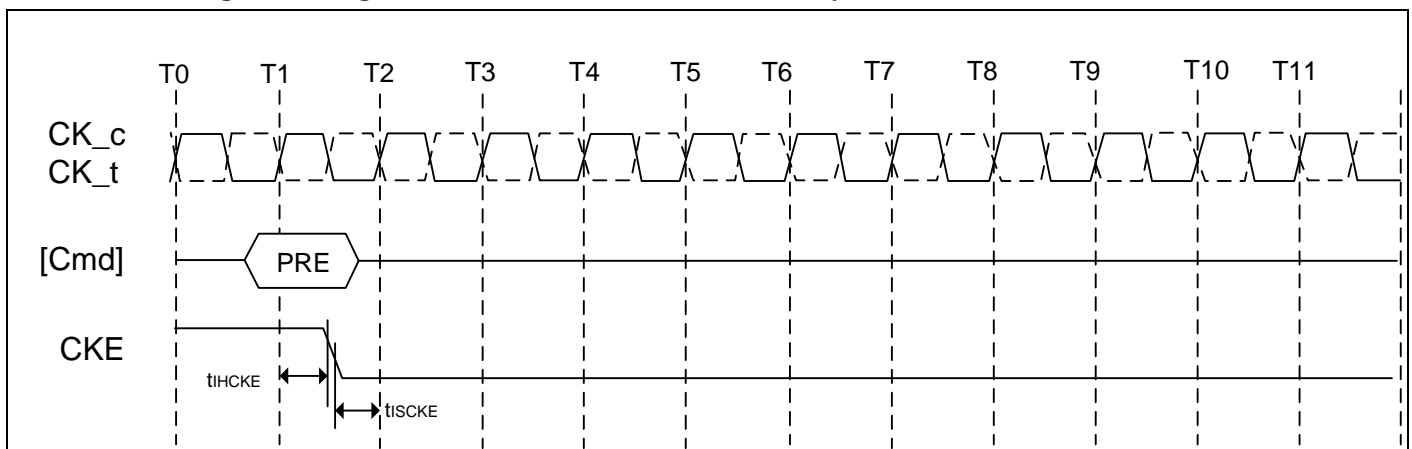 T0 T1 T2 T3 T4 T5 T6 T7 T8 T9 T10 T11
CK_c
CK_t
[Cmd] PRE
CKE
tIHCKE
tISCKE